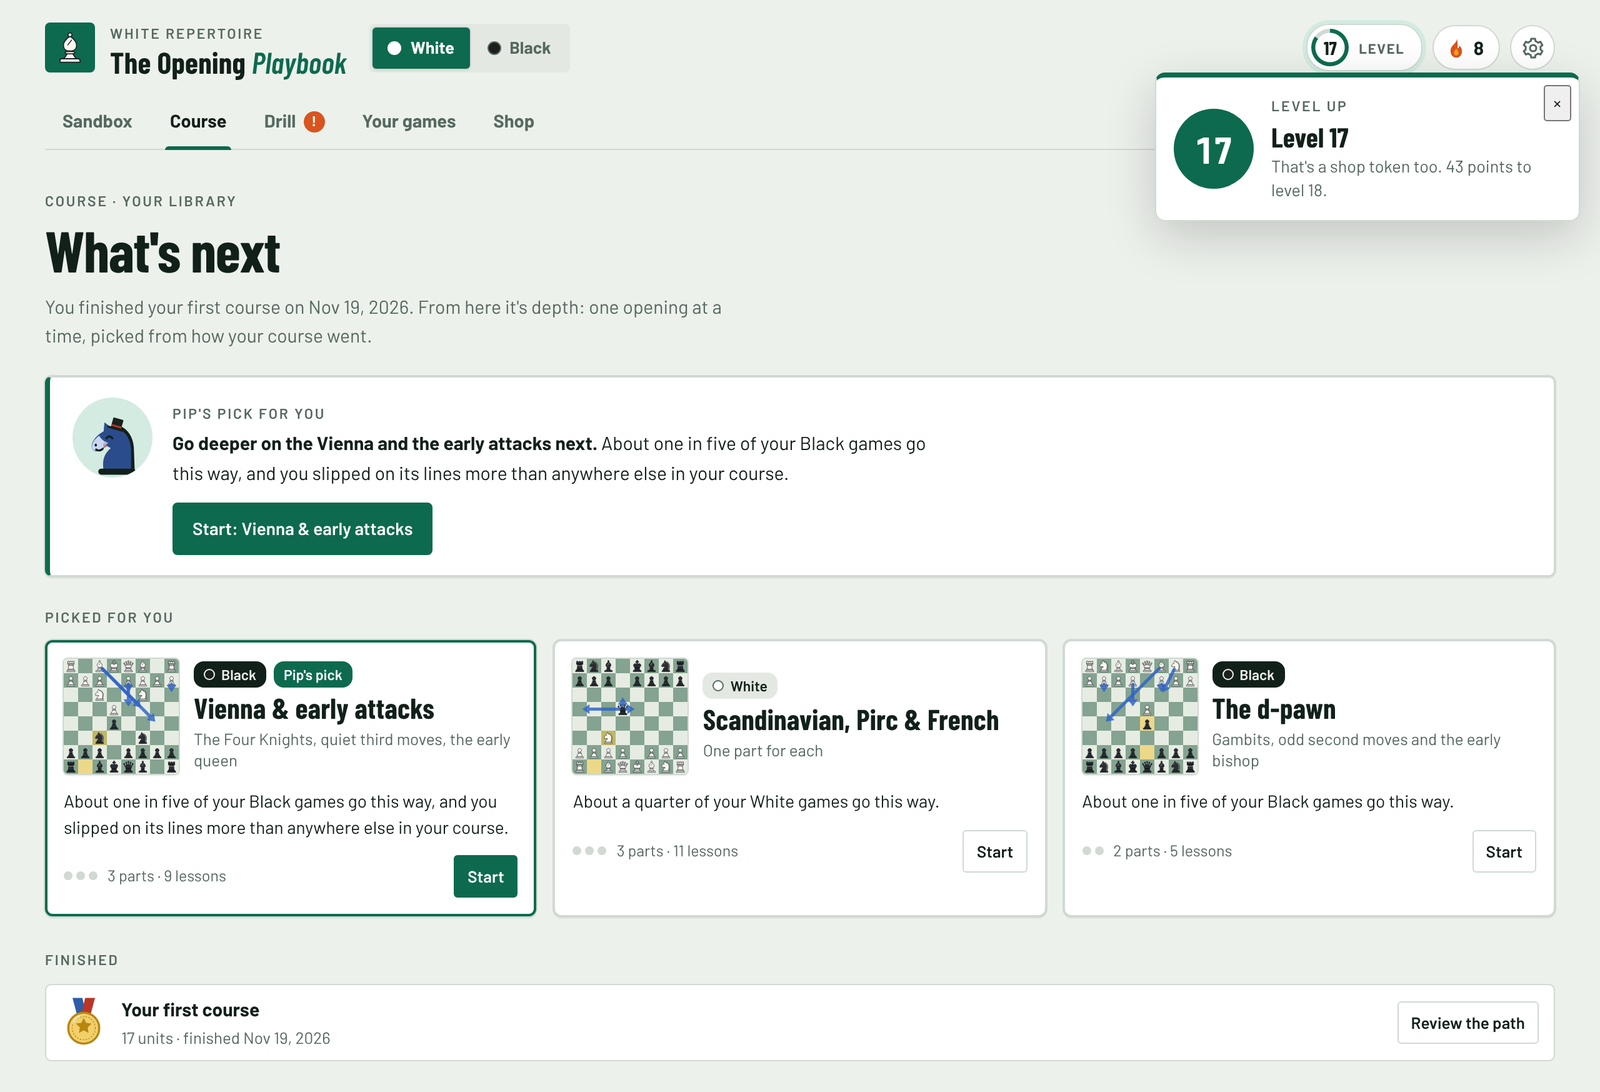 WHITE REPERTOIRE
The Opening Playbook
White
Black
17 LEVEL
8
Sandbox
Course
Drill !
Your games
Shop
17
LEVEL UP
Level 17
That's a shop token too. 43 points to
level 18.
×
COURSE · YOUR LIBRARY
What's next
You finished your first course on Nov 19, 2026. From here it's depth: one opening at a
time, picked from how your course went.
PIP'S PICK FOR YOU
Go deeper on the Vienna and the early attacks next. About one in five of your Black games go
this way, and you slipped on its lines more than anywhere else in your course.
Start: Vienna & early attacks
PICKED FOR YOU
Black
Pip's pick
Vienna & early attacks
The Four Knights, quiet third moves, the early
queen
About one in five of your Black games go this way, and you
slipped on its lines more than anywhere else in your course.
3 parts · 9 lessons
Start
White
Scandinavian, Pirc & French
One part for each
About a quarter of your White games go this way.
3 parts · 11 lessons
Start
Black
The d-pawn
Gambits, odd second moves and the early
bishop
About one in five of your Black games go this way.
2 parts · 5 lessons
Start
FINISHED
Your first course
17 units · finished Nov 19, 2026
Review the path